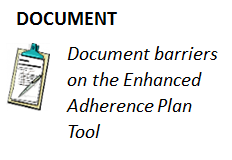 DOCUMENT
Document barriers
on the Enhanced
Adherence Plan
Tool